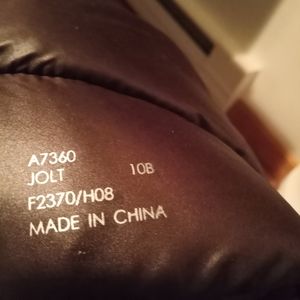 A7360
JOLT 10B
F2370/H08
MADE IN CHINA